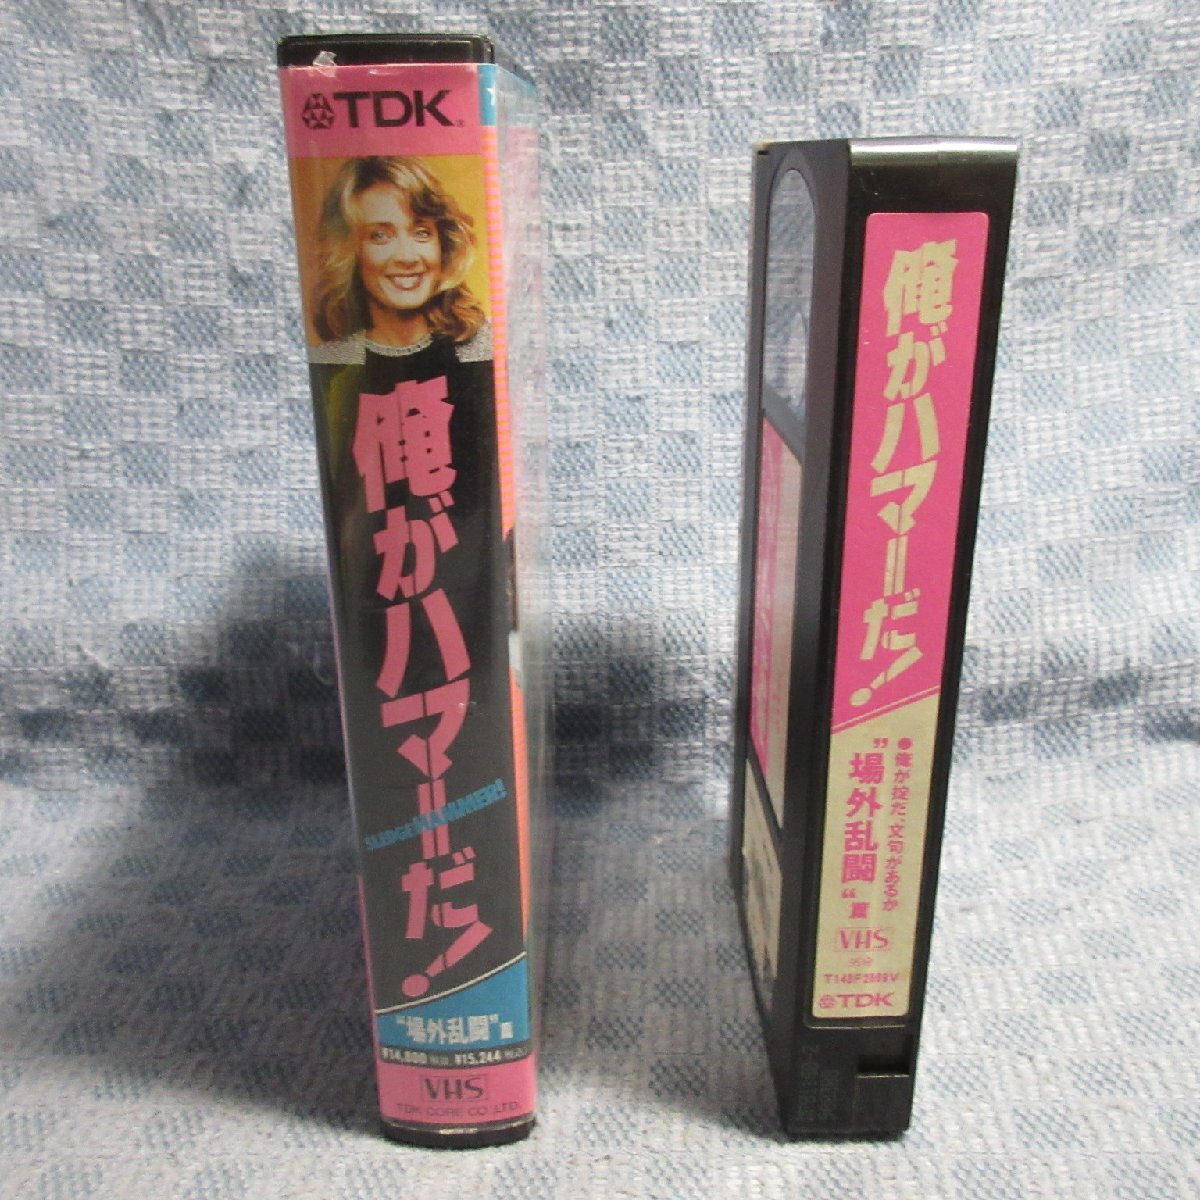 TDK
俺がハマーだ!
SLEDGE HAMMER!
"場外乱闘"篇
¥14,800 税抜 ¥15,244
VHS
TDK CORE CO.,LTD.
俺がハマーだ!
●俺が掟だ、文句があるか
"場外乱闘"篇
VHS
TDK